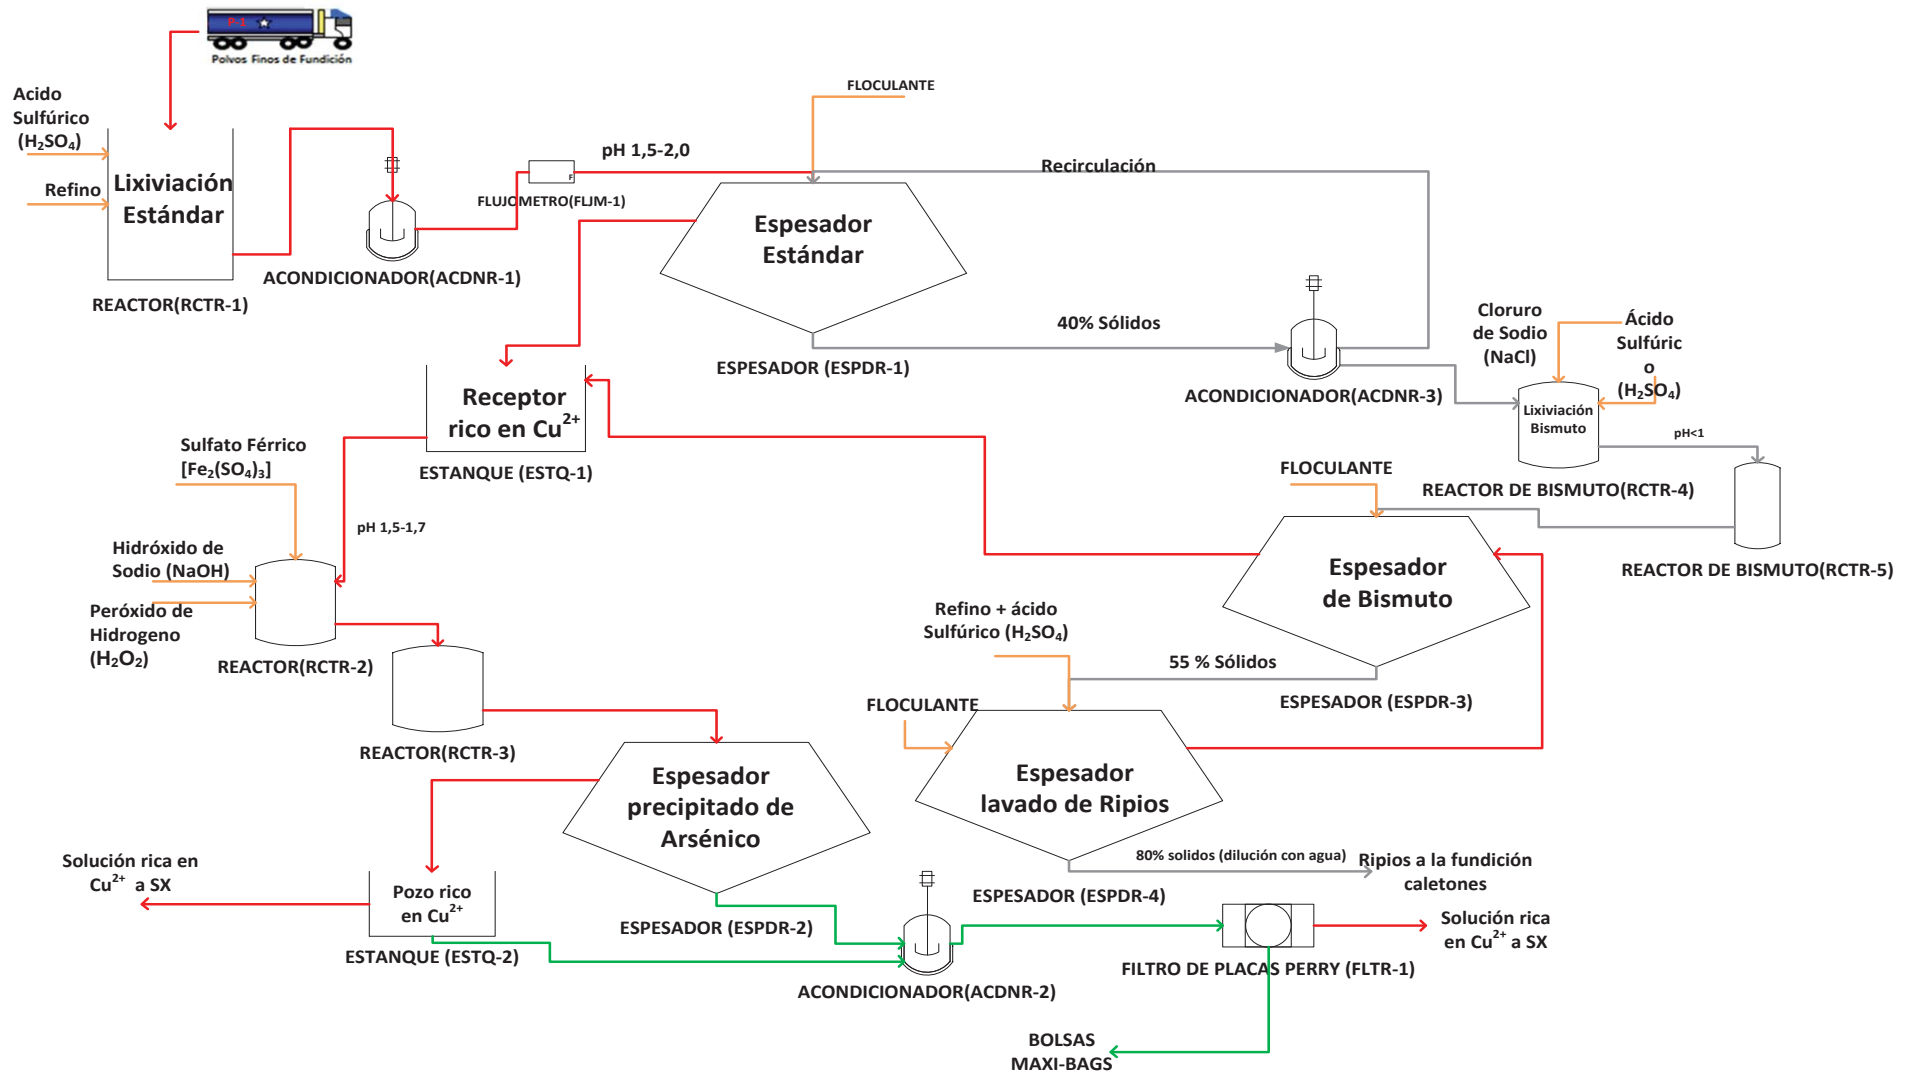 P-1
Polvos Finos de Fundición
Acido
Sulfúrico
(H₂SO₄)
Refino
Lixiviación
Estándar
REACTOR(RCTR-1)
ACONDICIONADOR(ACDNR-1)
F
FLUJOMETRO(FLJM-1)
pH 1,5-2,0
FLOCULANTE
Recirculación
Espesador
Estándar
ESPESADOR (ESPDR-1)
40% Sólidos
ACONDICIONADOR(ACDNR-3)
Cloruro
de Sodio
(NaCl)
Ácido
Sulfúric
o
(H₂SO₄)
Lixiviación
Bismuto
pH<1
REACTOR DE BISMUTO(RCTR-4)
REACTOR DE BISMUTO(RCTR-5)
Receptor
rico en Cu²⁺
ESTANQUE (ESTQ-1)
Sulfato Férrico
[Fe₂(SO₄)₃]
pH 1,5-1,7
Hidróxido de
Sodio (NaOH)
Peróxido de
Hidrogeno
(H₂O₂)
REACTOR(RCTR-2)
REACTOR(RCTR-3)
FLOCULANTE
Espesador
de Bismuto
ESPESADOR (ESPDR-3)
Refino + ácido
Sulfúrico (H₂SO₄)
55 % Sólidos
FLOCULANTE
Espesador
lavado de Ripios
ESPESADOR (ESPDR-4)
80% solidos (dilución con agua)
Ripios a la fundición
caletones
Espesador
precipitado de
Arsénico
ESPESADOR (ESPDR-2)
Solución rica en
Cu²⁺ a SX
Pozo rico
en Cu²⁺
ESTANQUE (ESTQ-2)
ACONDICIONADOR(ACDNR-2)
FILTRO DE PLACAS PERRY (FLTR-1)
Solución rica
en Cu²⁺ a SX
BOLSAS
MAXI-BAGS